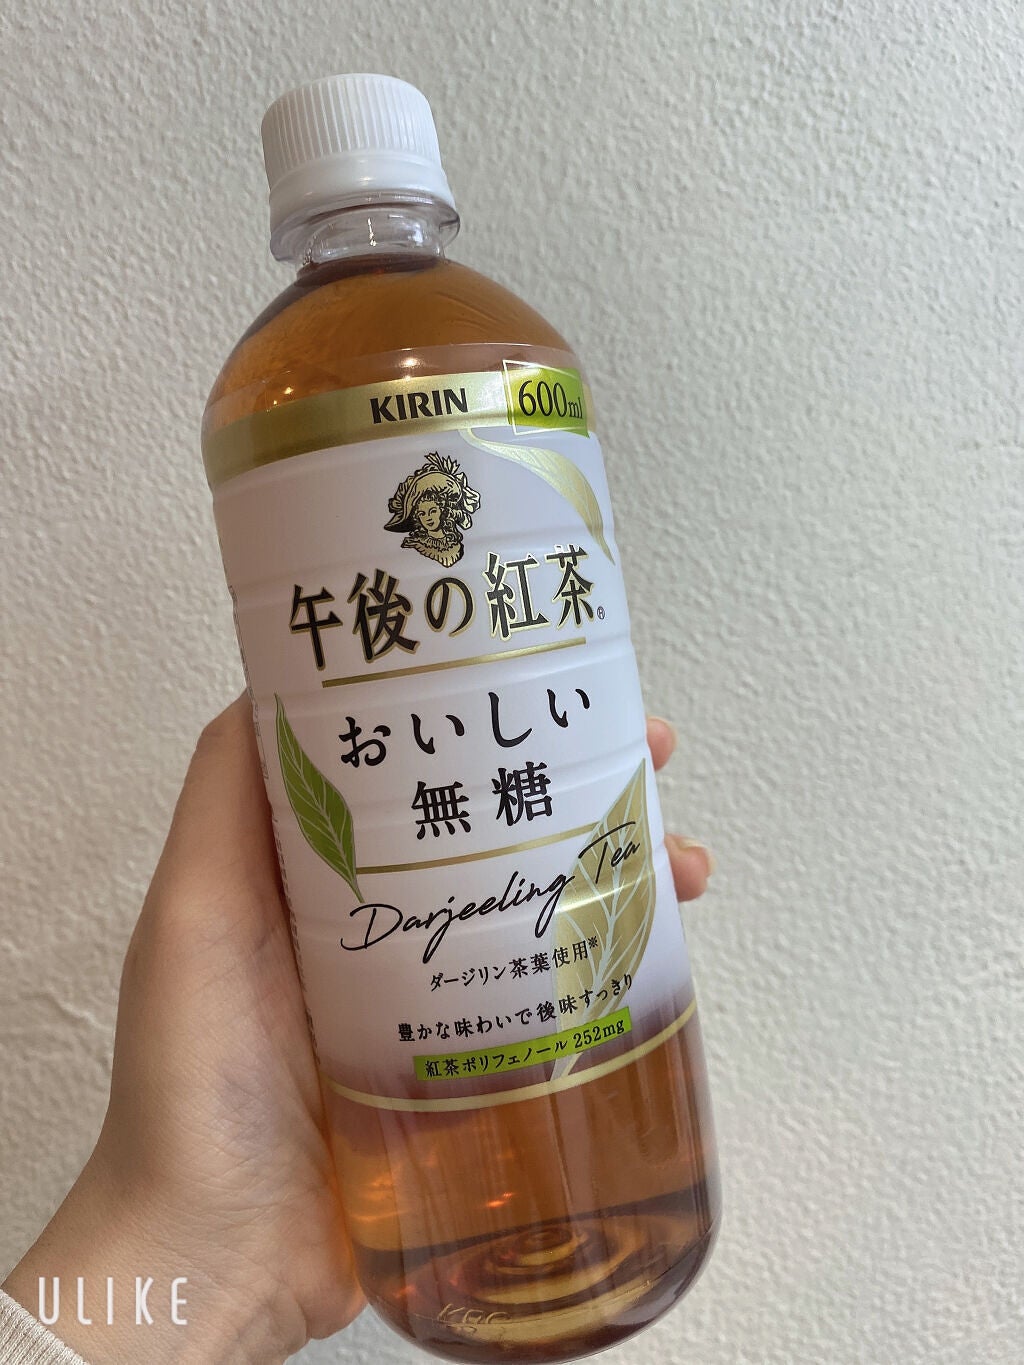 KIRIN
600ml
午後の紅茶®
おいしい
無糖
Darjeeling Tea
ダージリン茶葉使用※
豊かな味わいで後味すっきり
紅茶ポリフェノール 252mg
ULIKE